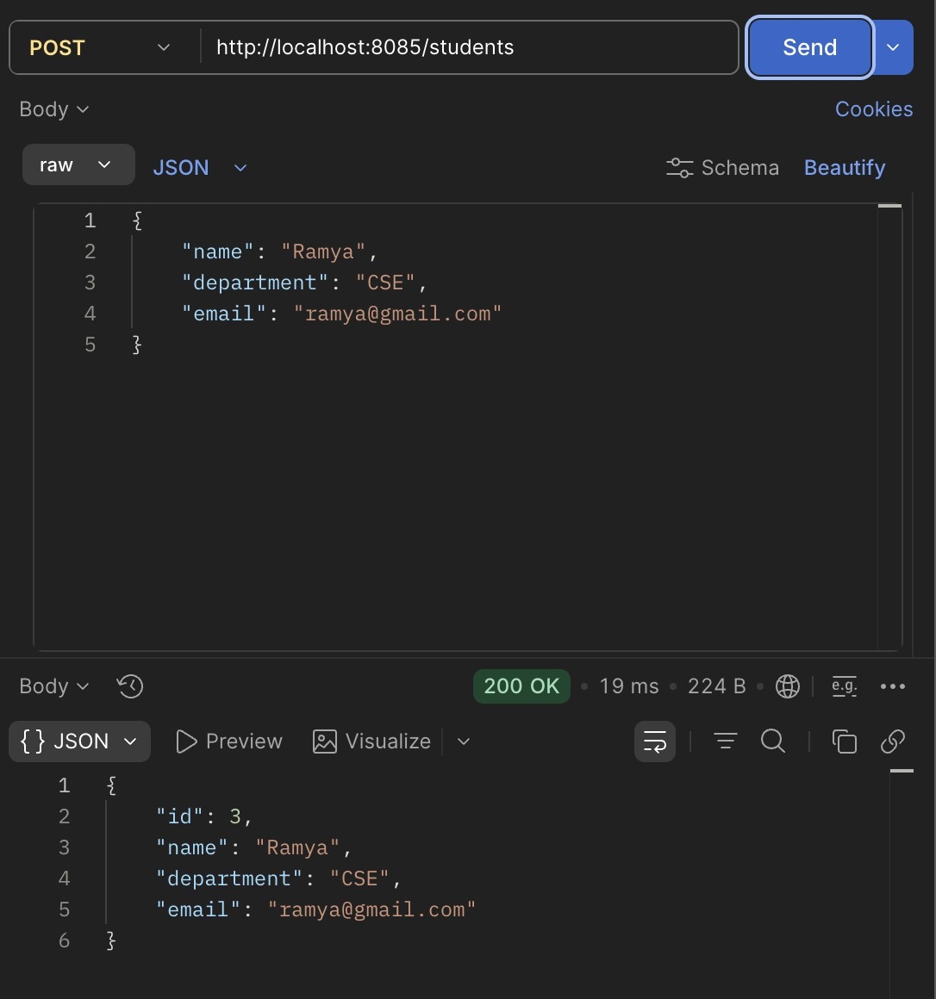 POST http://localhost:8085/students Send
Body Cookies
raw JSON Schema Beautify
1 {
2     "name": "Ramya",
3     "department": "CSE",
4     "email": "ramya@gmail.com"
5 }
Body 200 OK • 19 ms • 224 B • e.g.
{} JSON Preview Visualize
1 {
2     "id": 3,
3     "name": "Ramya",
4     "department": "CSE",
5     "email": "ramya@gmail.com"
6 }